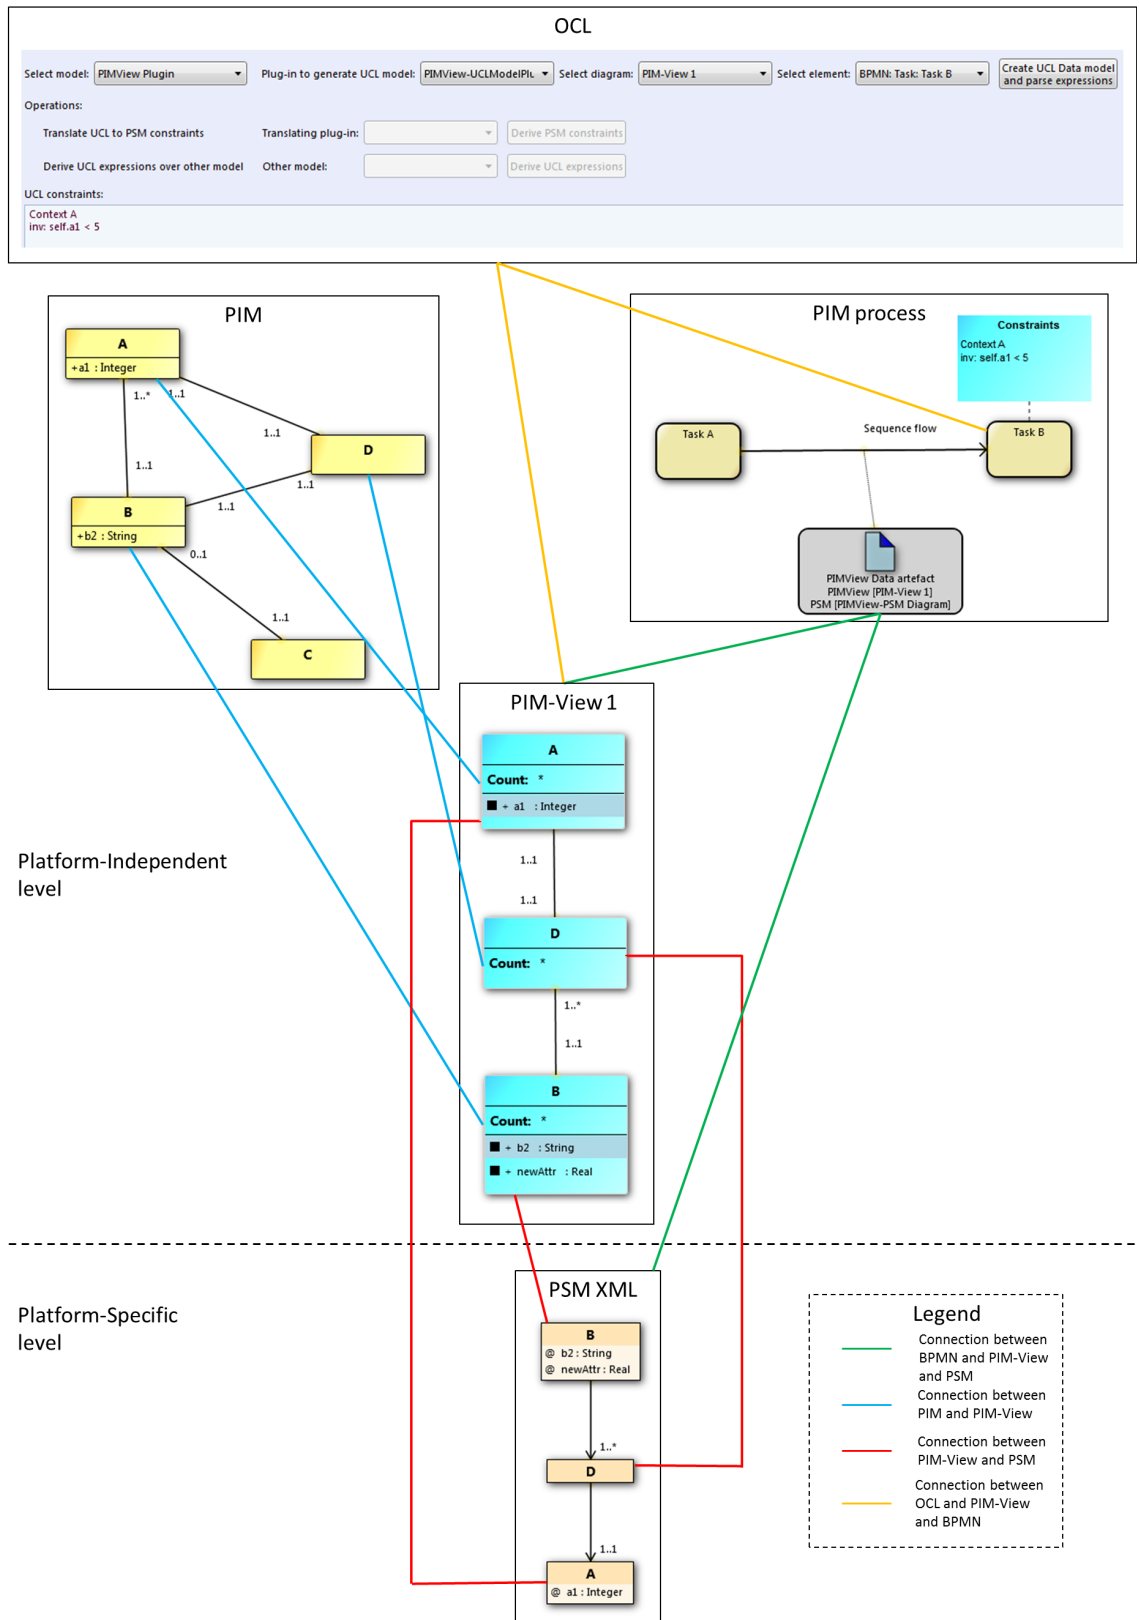 OCL
Select model: PIMView Plugin Plug-in to generate UCL model: PIMView-UCLModelPlu Select diagram: PIM-View 1 Select element: BPMN: Task: Task B Create UCL Data model
and parse expressions
Operations:
Translate UCL to PSM constraints Translating plug-in: Derive PSM constraints
Derive UCL expressions over other model Other model: Derive UCL expressions
UCL constraints:
Context A
inv: self.a1 < 5
PIM
A
+a1 : Integer
1..* 1..1
1..1
D
1..1
1..1
1..1
B
+b2 : String
0..1
1..1
C
PIM process
Constraints
Context A
inv: self.a1 < 5
Task A
Sequence flow
Task B
PIMView Data artefact
PIMView [PIM-View 1]
PSM [PIMView-PSM Diagram]
PIM-View 1
A
Count: *
+ a1 : Integer
1..1
1..1
D
Count: *
1..*
1..1
B
Count: *
+ b2 : String
+ newAttr : Real
Platform-Independent
level
Platform-Specific
level
PSM XML
B
@ b2 : String
@ newAttr : Real
1..*
D
1..1
A
@ a1 : Integer
Legend
Connection between
BPMN and PIM-View
and PSM
Connection between
PIM and PIM-View
Connection between
PIM-View and PSM
Connection between
OCL and PIM-View
and BPMN